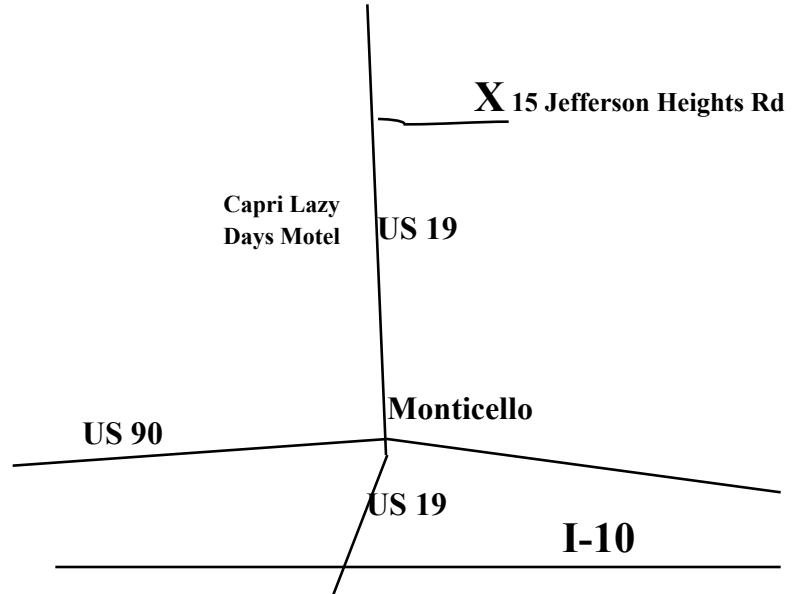 X 15 Jefferson Heights Rd
Capri Lazy
Days Motel
US 19
Monticello
US 90
US 19
I-10